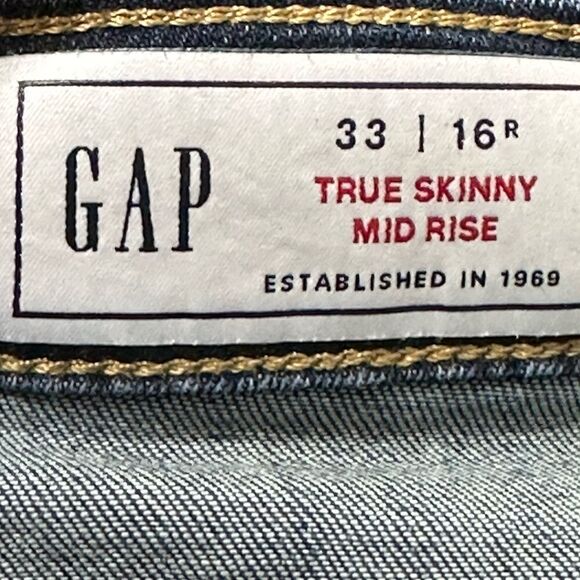 GAP
33 | 16R
TRUE SKINNY
MID RISE
ESTABLISHED IN 1969